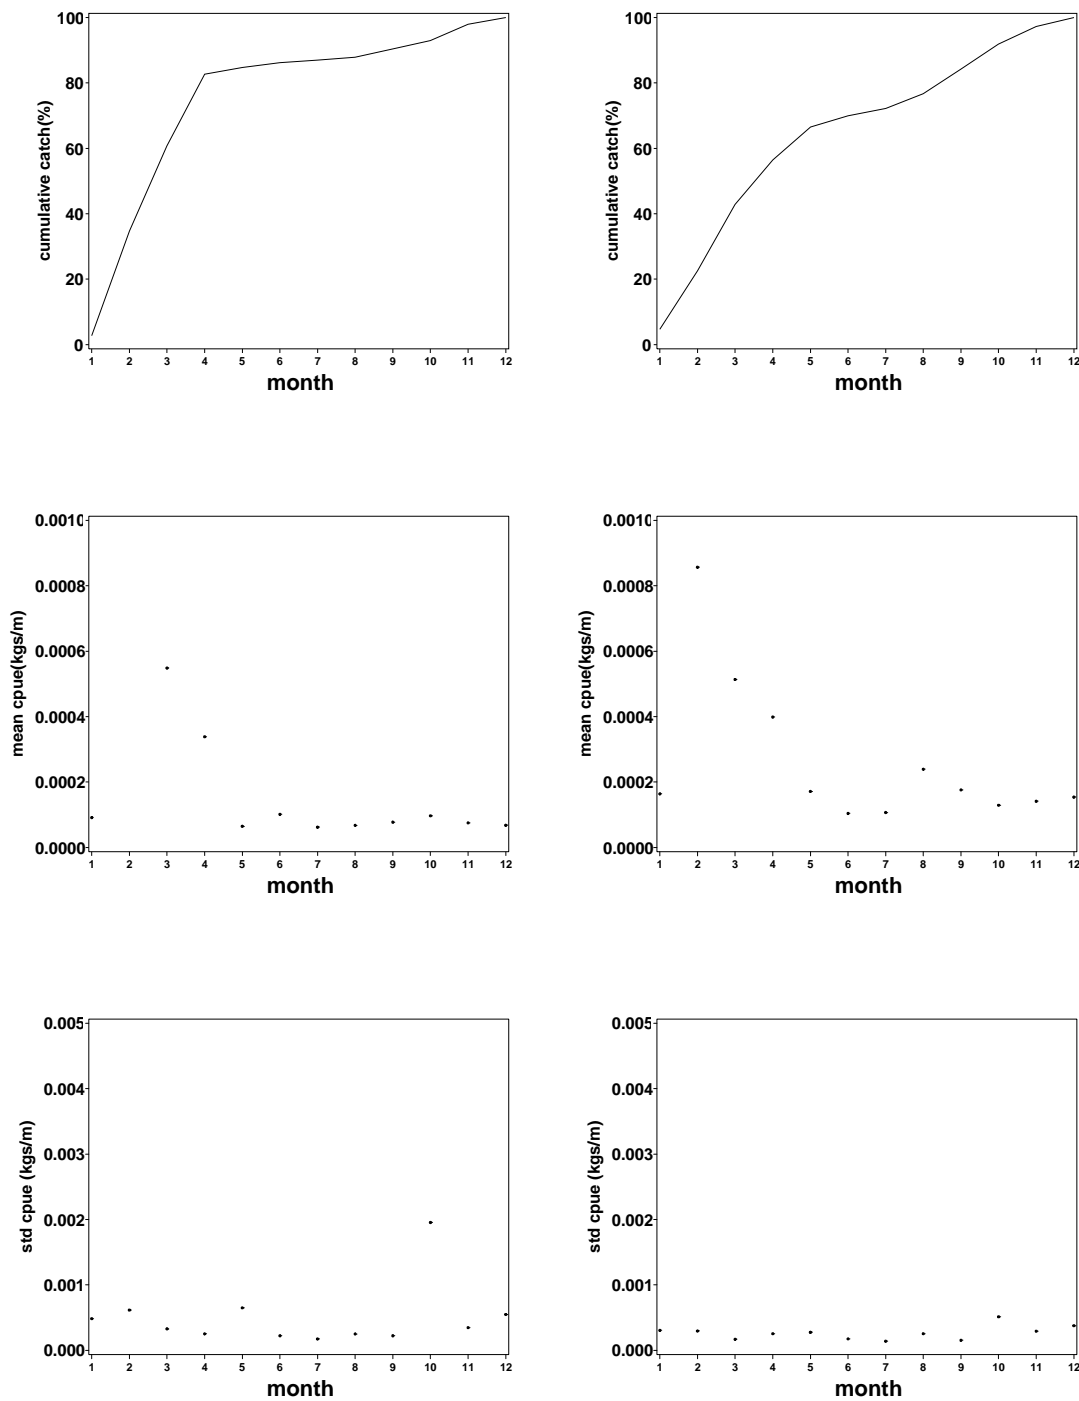 cumulative catch(%)
100
80
60
40
20
0
1 2 3 4 5 6 7 8 9 10 11 12
month
cumulative catch(%)
100
80
60
40
20
0
1 2 3 4 5 6 7 8 9 10 11 12
month
mean cpue(kgs/m)
0.0010
0.0008
0.0006
0.0004
0.0002
0.0000
1 2 3 4 5 6 7 8 9 10 11 12
month
mean cpue(kgs/m)
0.0010
0.0008
0.0006
0.0004
0.0002
0.0000
1 2 3 4 5 6 7 8 9 10 11 12
month
std cpue (kgs/m)
0.005
0.004
0.003
0.002
0.001
0.000
1 2 3 4 5 6 7 8 9 10 11 12
month
std cpue (kgs/m)
0.005
0.004
0.003
0.002
0.001
0.000
1 2 3 4 5 6 7 8 9 10 11 12
month